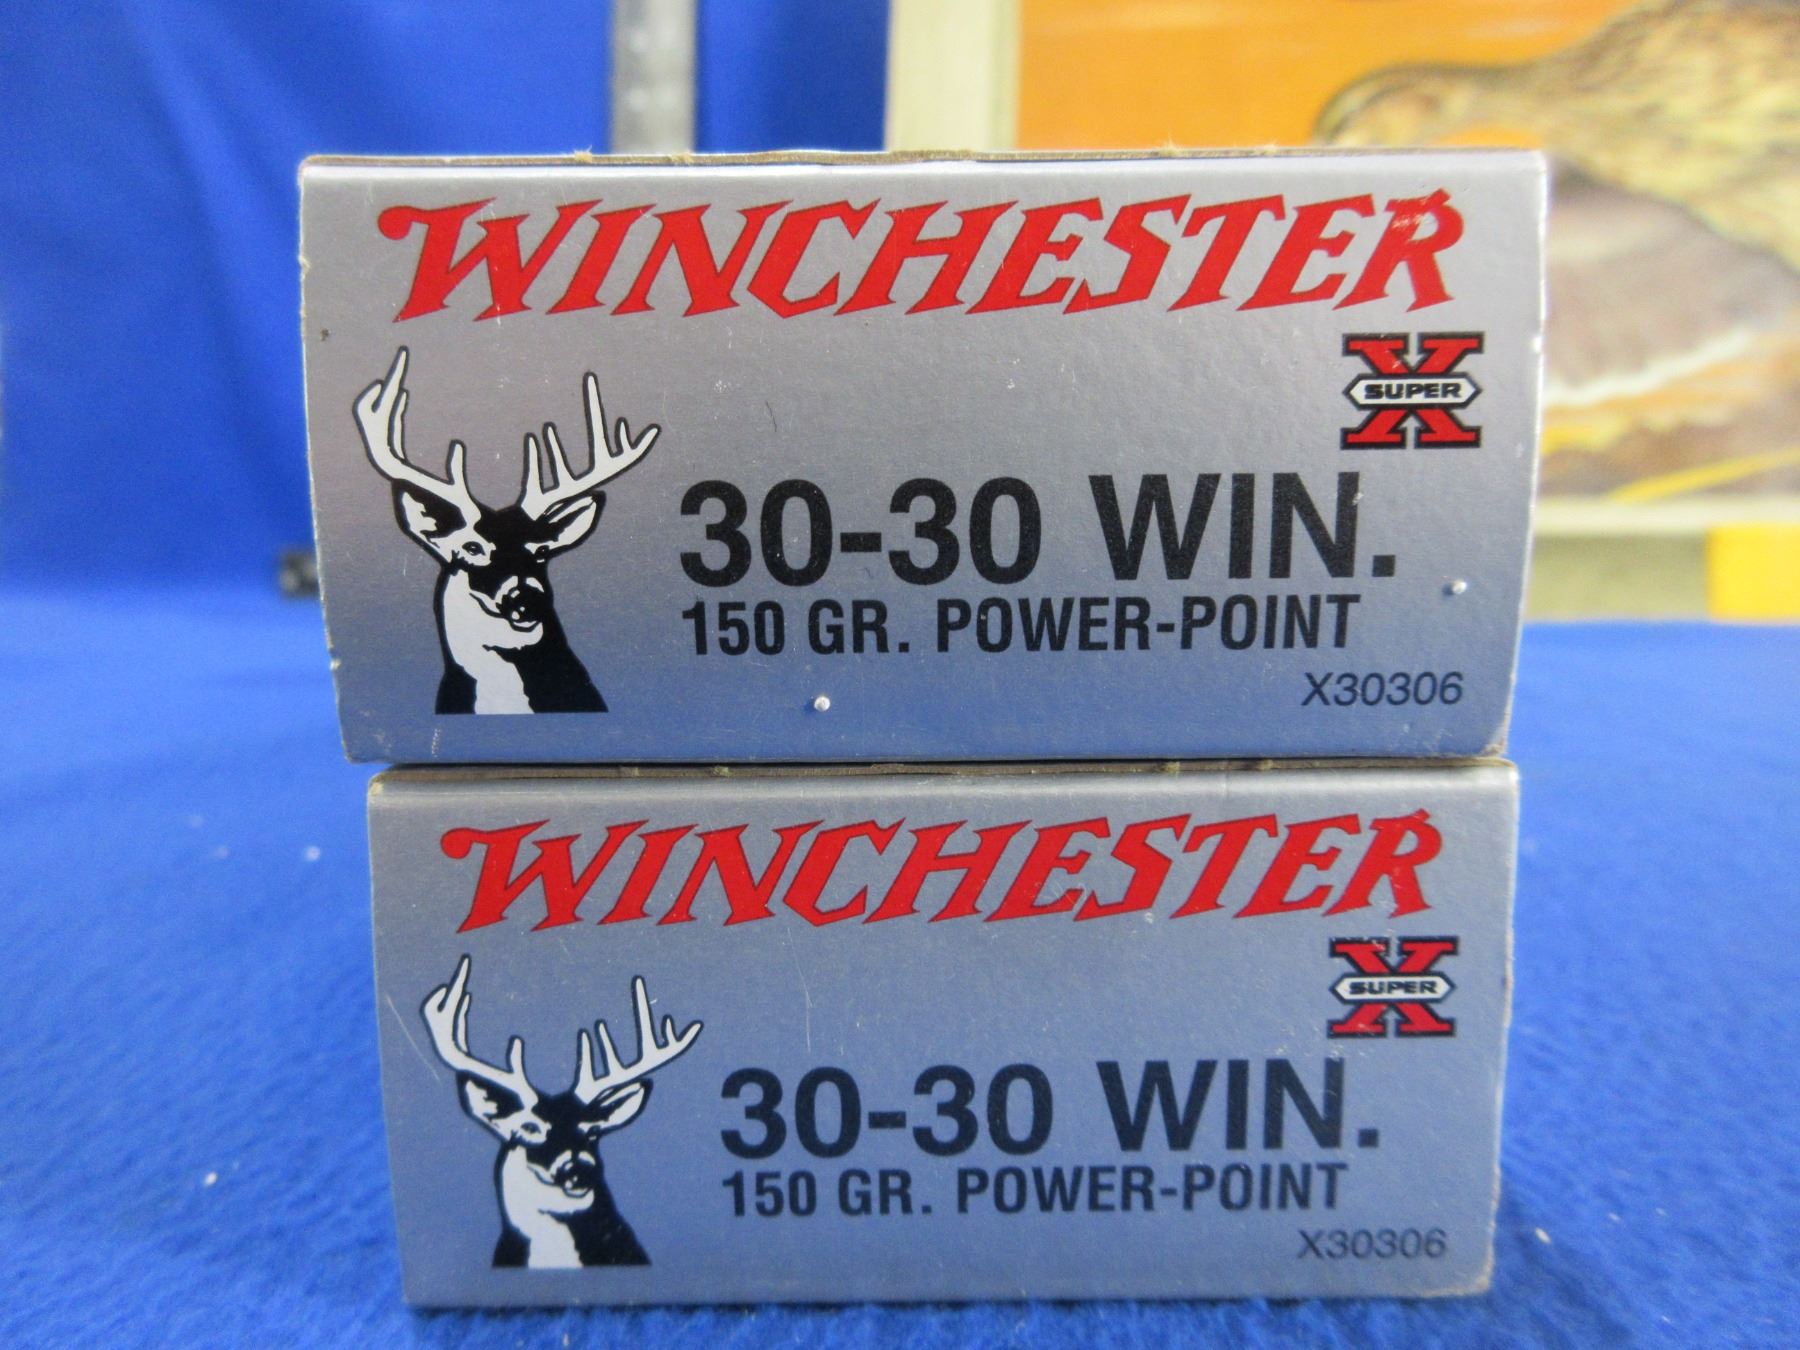 WINCHESTER
SUPER X
30-30 WIN.
150 GR. POWER-POINT
X30306
WINCHESTER
SUPER X
30-30 WIN.
150 GR. POWER-POINT
X30306